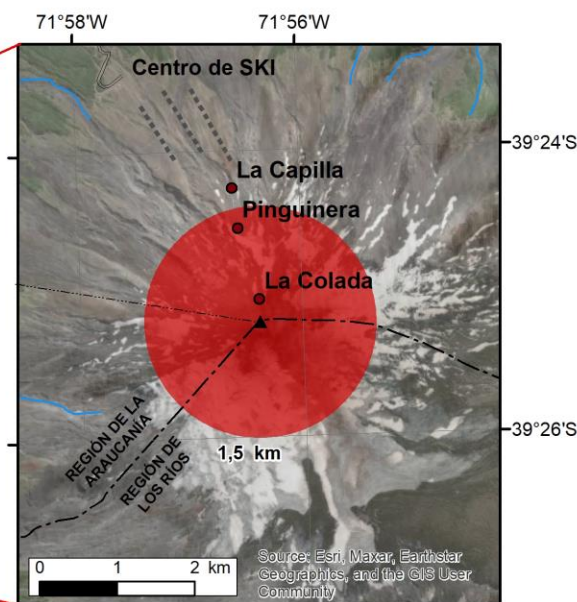 71°58'W
71°56'W
Centro de SKI
39°24'S
La Capilla
Pinguinera
La Colada
REGIÓN DE LA
ARAUCANÍA
REGIÓN DE
LOS RÍOS
39°26'S
1,5 km
0 1 2 km
Source: Esri, Maxar, Earthstar
Geographics, and the GIS User
Community